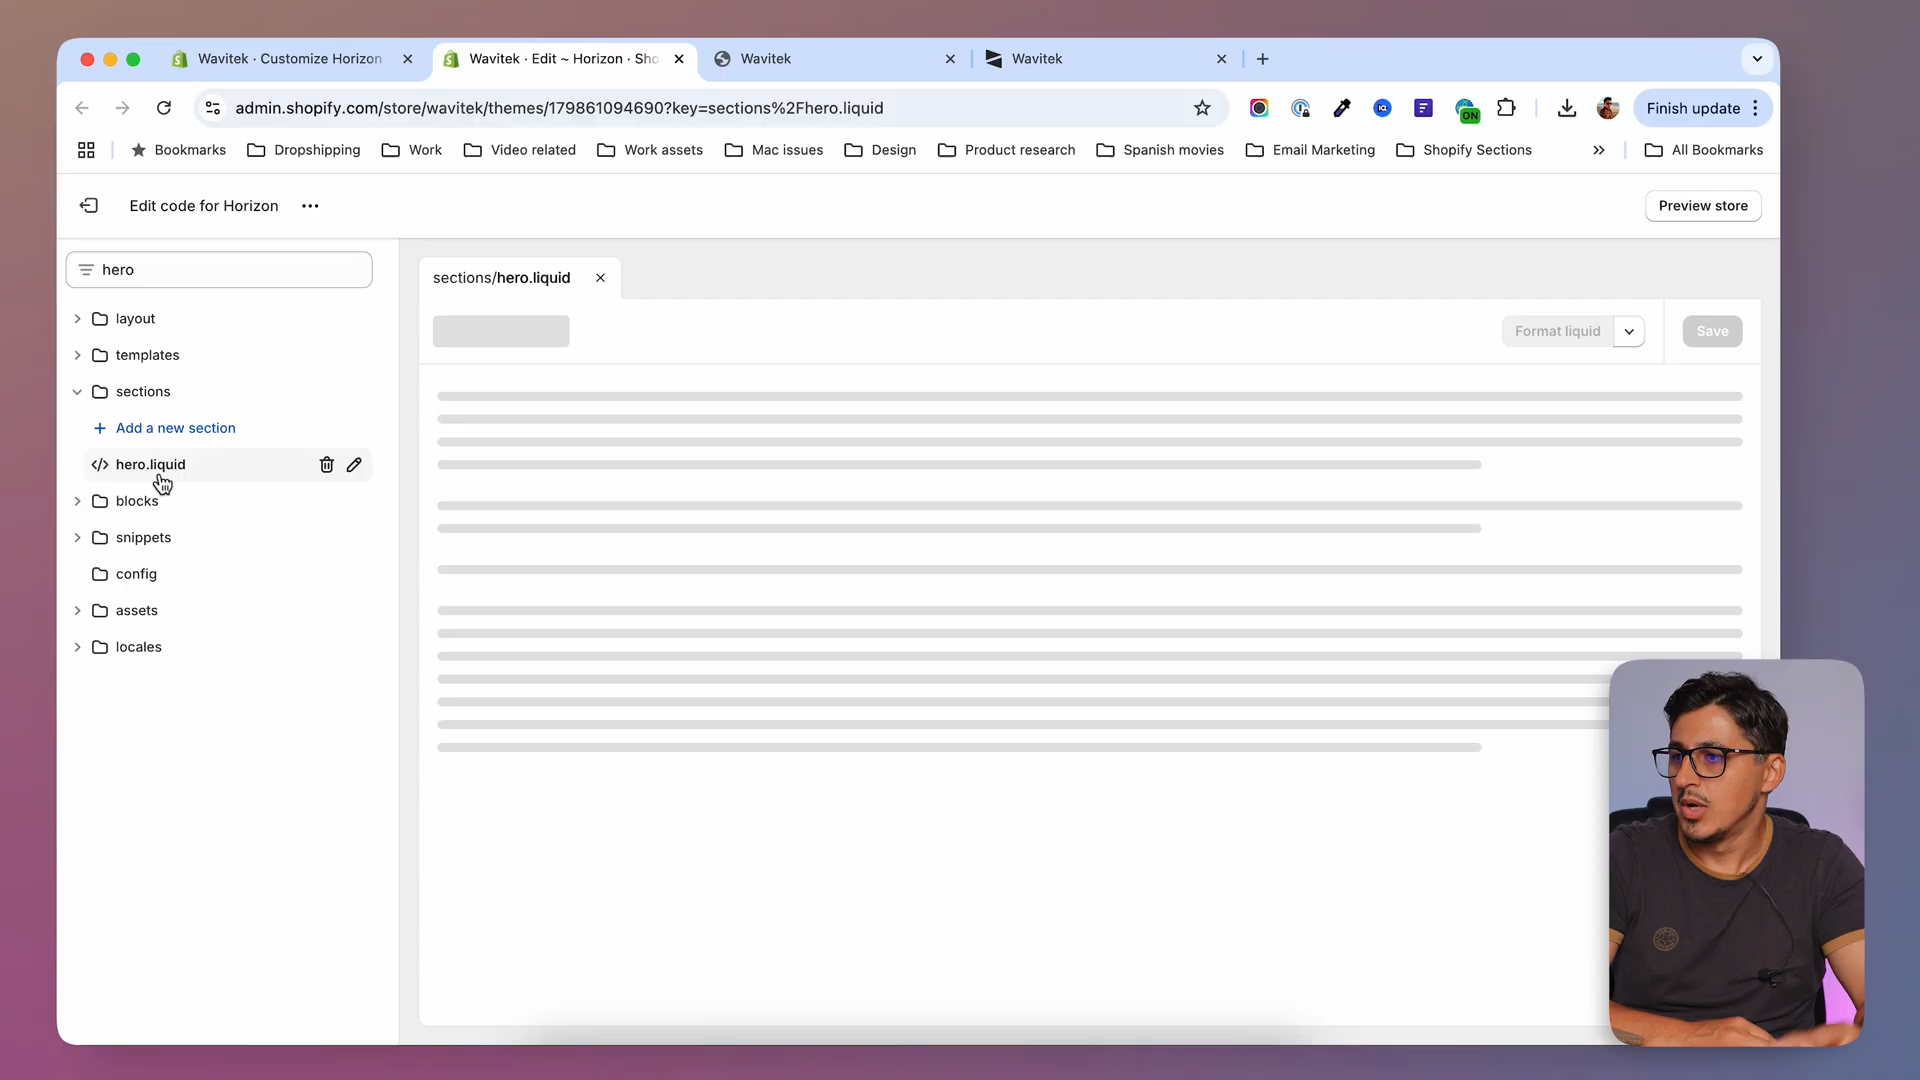 Wavitek · Customize Horizon
Wavitek · Edit ~ Horizon · Sho
Wavitek
Wavitek
admin.shopify.com/store/wavitek/themes/179861094690?key=sections%2Fhero.liquid
ON
Finish update
Bookmarks
Dropshipping
Work
Video related
Work assets
Mac issues
Design
Product research
Spanish movies
Email Marketing
Shopify Sections
All Bookmarks
Edit code for Horizon
Preview store
hero
layout
templates
sections
Add a new section
hero.liquid
blocks
snippets
config
assets
locales
sections/hero.liquid
Format liquid
Save